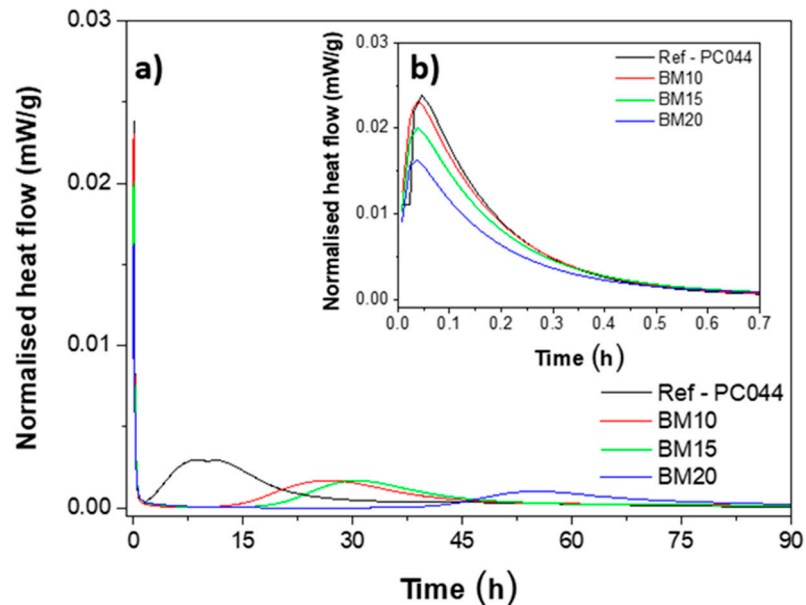 a)
Normalised heat flow (mW/g)
0.03
0.02
0.01
0.00
0
15
30
45
60
75
90
Time (h)
Ref - PC044
BM10
BM15
BM20
b)
Normalised heat flow (mW/g)
0.03
0.02
0.01
0.00
0.0
0.1
0.2
0.3
0.4
0.5
0.6
0.7
Time (h)
Ref - PC044
BM10
BM15
BM20